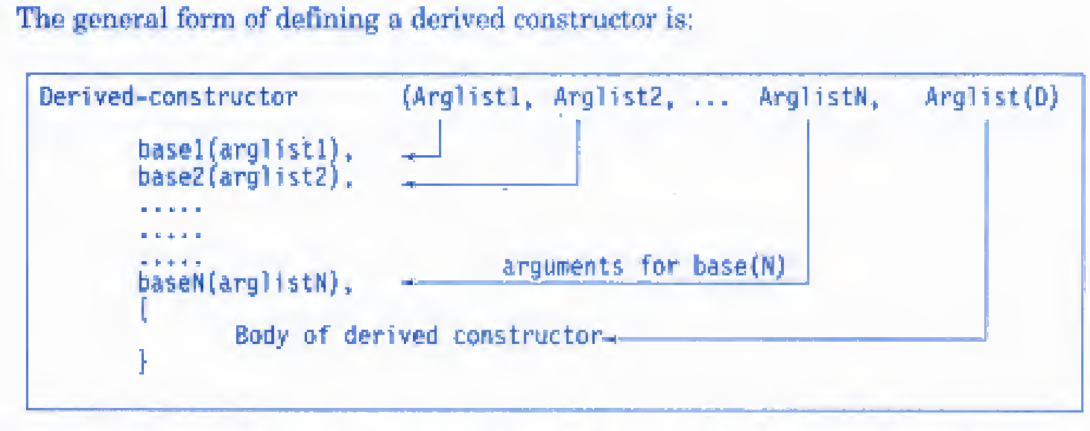 The general form of defining a derived constructor is:
Derived-constructor (Arglist1, Arglist2, ... ArglistN, Arglist(D)
base1(arglist1),
base2(arglist2),
.....
.....
.....
baseN(arglistN),
arguments for base(N)
{
Body of derived constructor
}